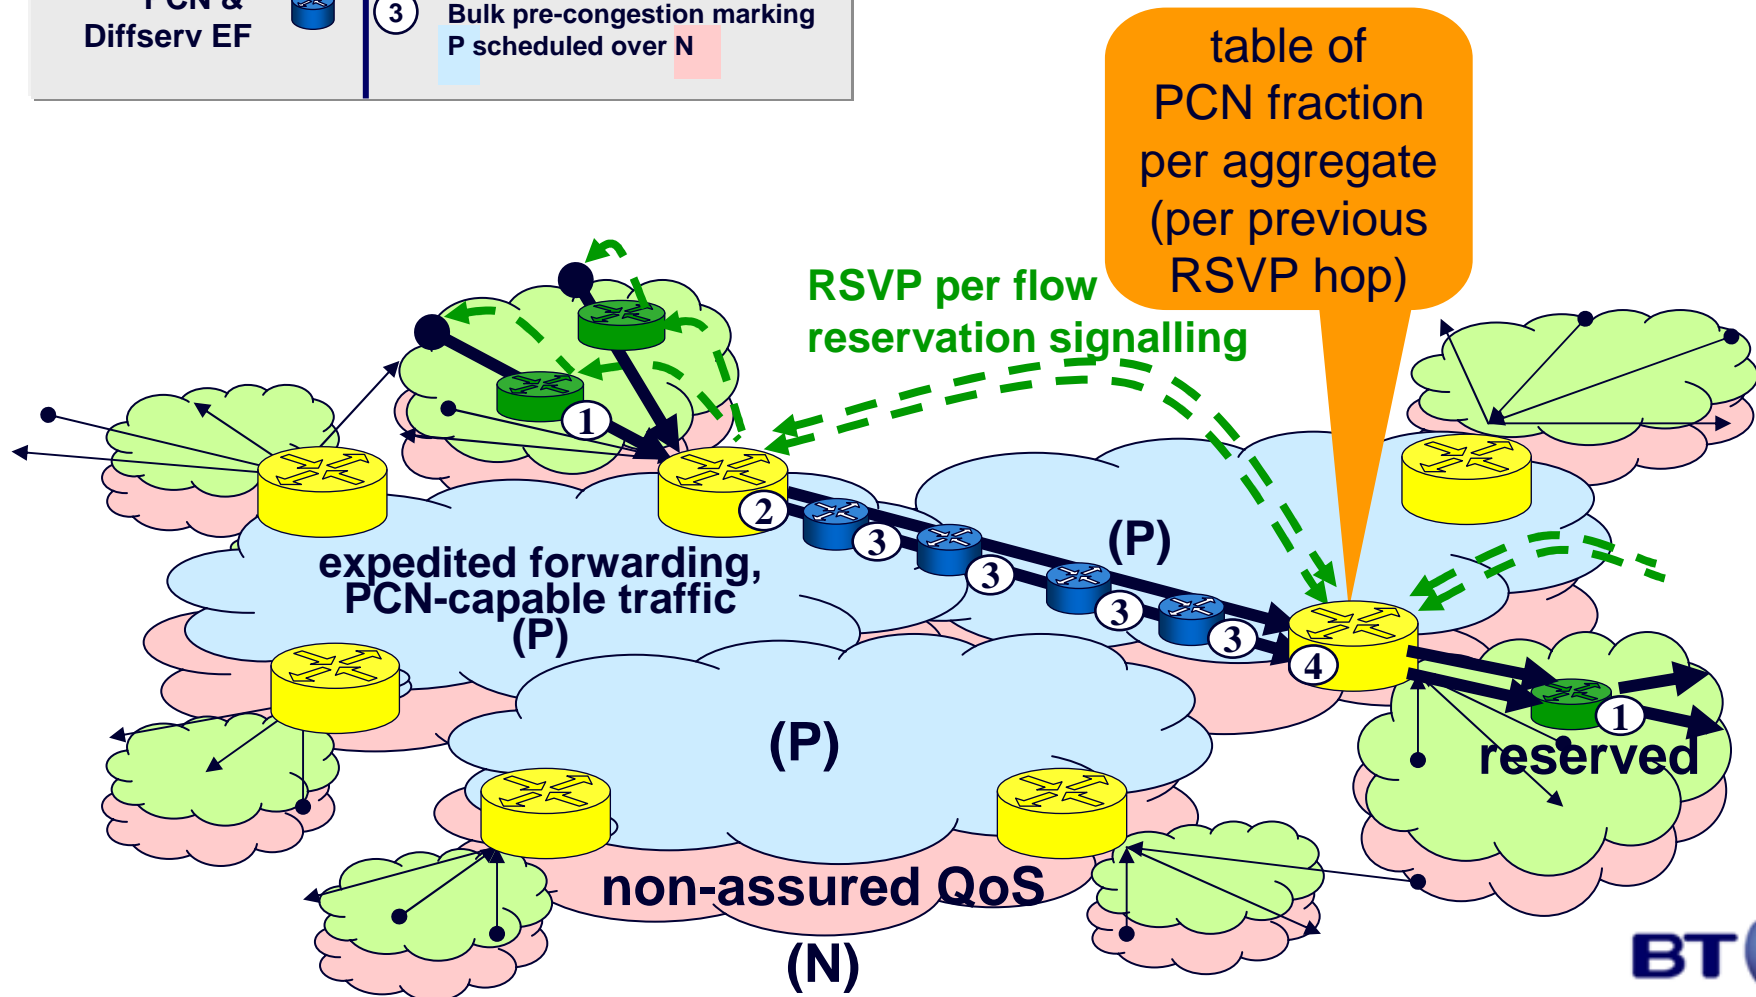 PCN &
Diffserv EF
3
Bulk pre-congestion marking
P scheduled over N
table of
PCN fraction
per aggregate
(per previous
RSVP hop)
RSVP per flow
reservation signalling
1
2
3
3
3
3
4
1
(P)
expedited forwarding,
PCN-capable traffic
(P)
(P)
reserved
non-assured QoS
(N)
BT